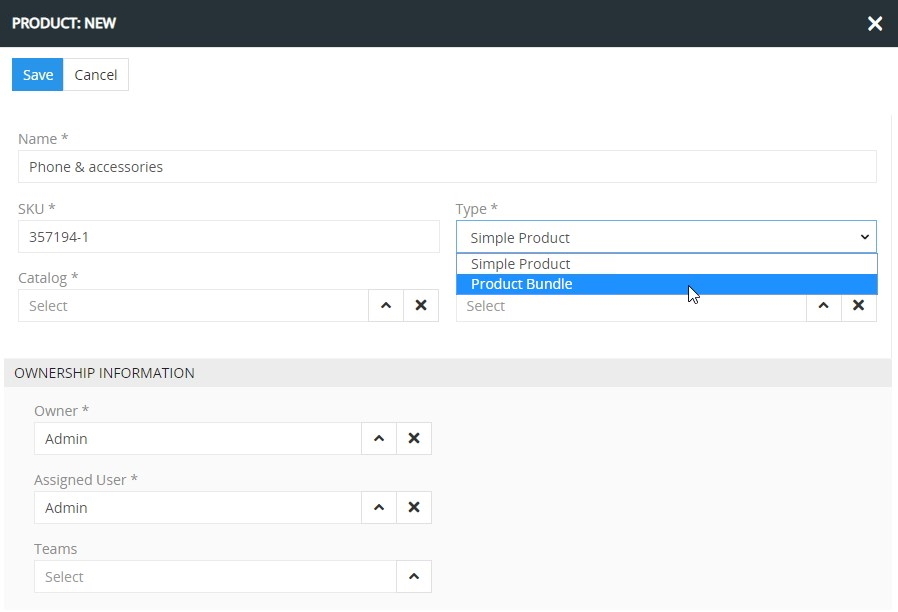 PRODUCT: NEW
Save Cancel
Name *
Phone & accessories
SKU * Type *
357194-1 Simple Product
Simple Product
Catalog * Product Bundle
Select Select
OWNERSHIP INFORMATION
Owner *
Admin
Assigned User *
Admin
Teams
Select